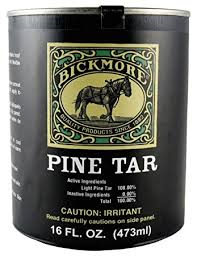 BICKMORE
QUALITY PRODUCTS SINCE 1882
PINE TAR
Active Ingredients
Light Pine Tar 100.00%
Inactive Ingredients 0.00%
Total 100.00%
CAUTION: IRRITANT
Read carefully cautions on side panel.
16 FL. OZ. (473ml)